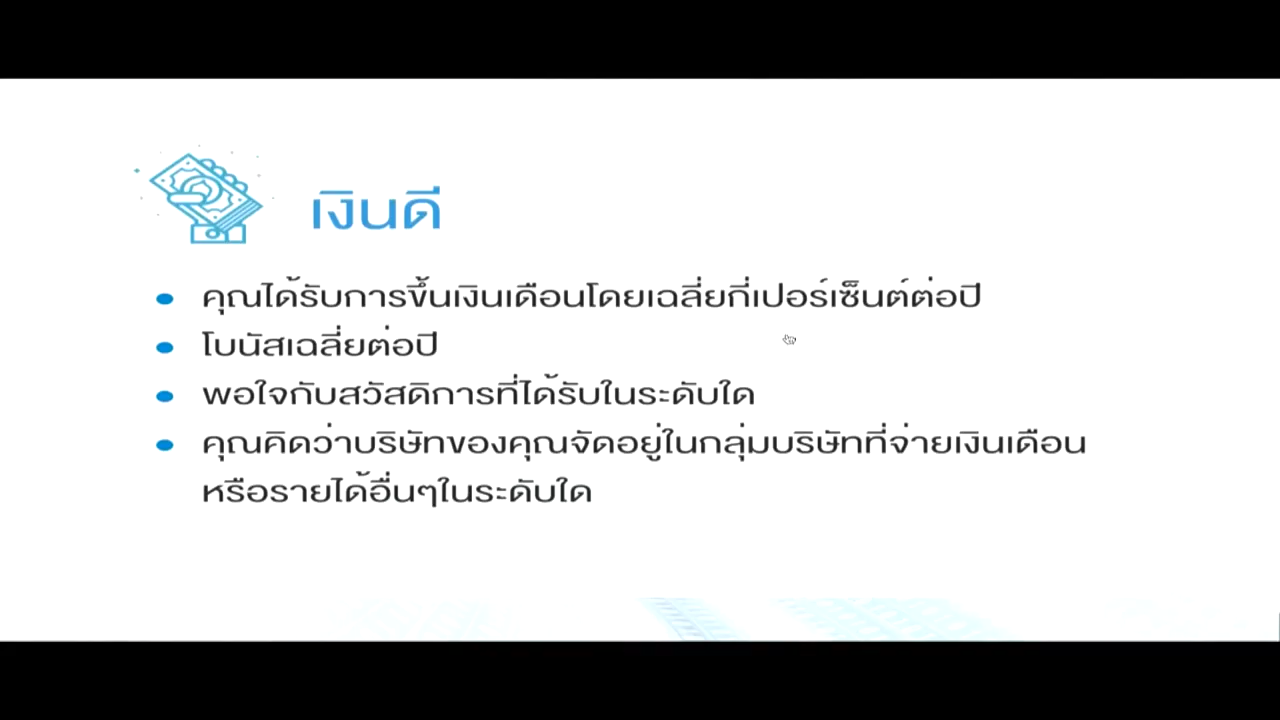 เงินดี
คุณได้รับการขึ้นเงินเดือนโดยเฉลี่ยกี่เปอร์เซ็นต์ต่อปี
โบนัสเฉลี่ยต่อปี
พอใจกับสวัสดิการที่ได้รับในระดับใด
คุณคิดว่าบริษัทของคุณจัดอยู่ในกลุ่มบริษัทที่จ่ายเงินเดือน
หรือรายได้อื่นๆในระดับใด